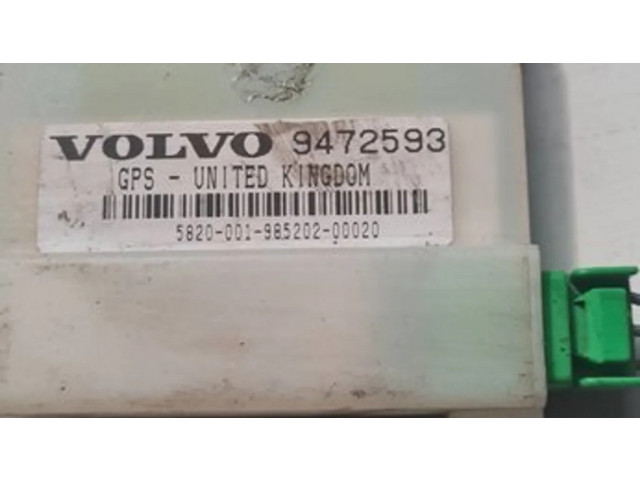 VOLVO 9472593
GPS - UNITED KINGDOM
5820-001-985202-00020